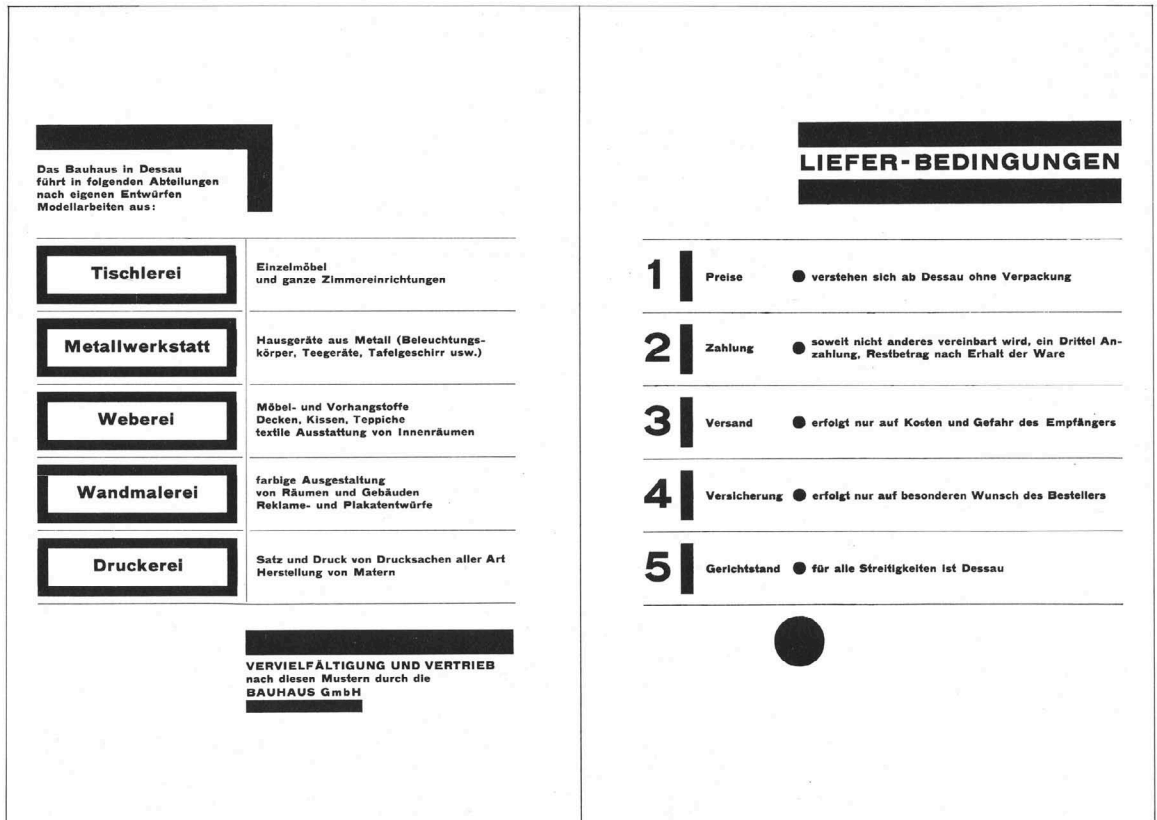 Das Bauhaus in Dessau
führt in folgenden Abteilungen
nach eigenen Entwürfen
Modellarbeiten aus:
Tischlerei
Einzelmöbel
und ganze Zimmereinrichtungen
Metallwerkstatt
Hausgeräte aus Metall (Beleuchtungs-
körper, Teegeräte, Tafelgeschirr usw.)
Weberei
Möbel- und Vorhangstoffe
Decken, Kissen, Teppiche
textile Ausstattung von Innenräumen
Wandmalerei
farbige Ausgestaltung
von Räumen und Gebäuden
Reklame- und Plakatentwürfe
Druckerei
Satz und Druck von Drucksachen aller Art
Herstellung von Matern
VERVIELFÄLTIGUNG UND VERTRIEB
nach diesen Mustern durch die
BAUHAUS GmbH
LIEFER-BEDINGUNGEN
1 Preise ● verstehen sich ab Dessau ohne Verpackung
2 Zahlung ● soweit nicht anderes vereinbart wird, ein Drittel An-
zahlung, Restbetrag nach Erhalt der Ware
3 Versand ● erfolgt nur auf Kosten und Gefahr des Empfängers
4 Versicherung ● erfolgt nur auf besonderen Wunsch des Bestellers
5 Gerichtstand ● für alle Streitigkeiten ist Dessau